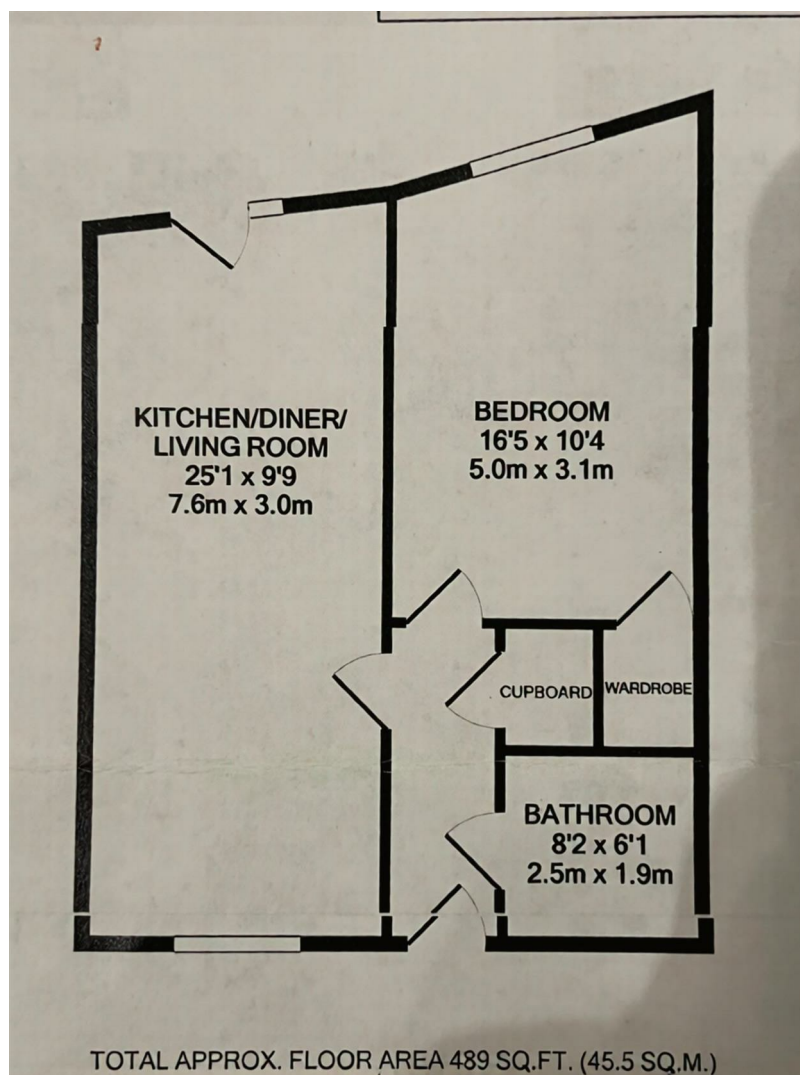 KITCHEN/DINER/
LIVING ROOM
25'1 x 9'9
7.6m x 3.0m
BEDROOM
16'5 x 10'4
5.0m x 3.1m
CUPBOARD
WARDROBE
BATHROOM
8'2 x 6'1
2.5m x 1.9m
TOTAL APPROX. FLOOR AREA 489 SQ.FT. (45.5 SQ.M.)